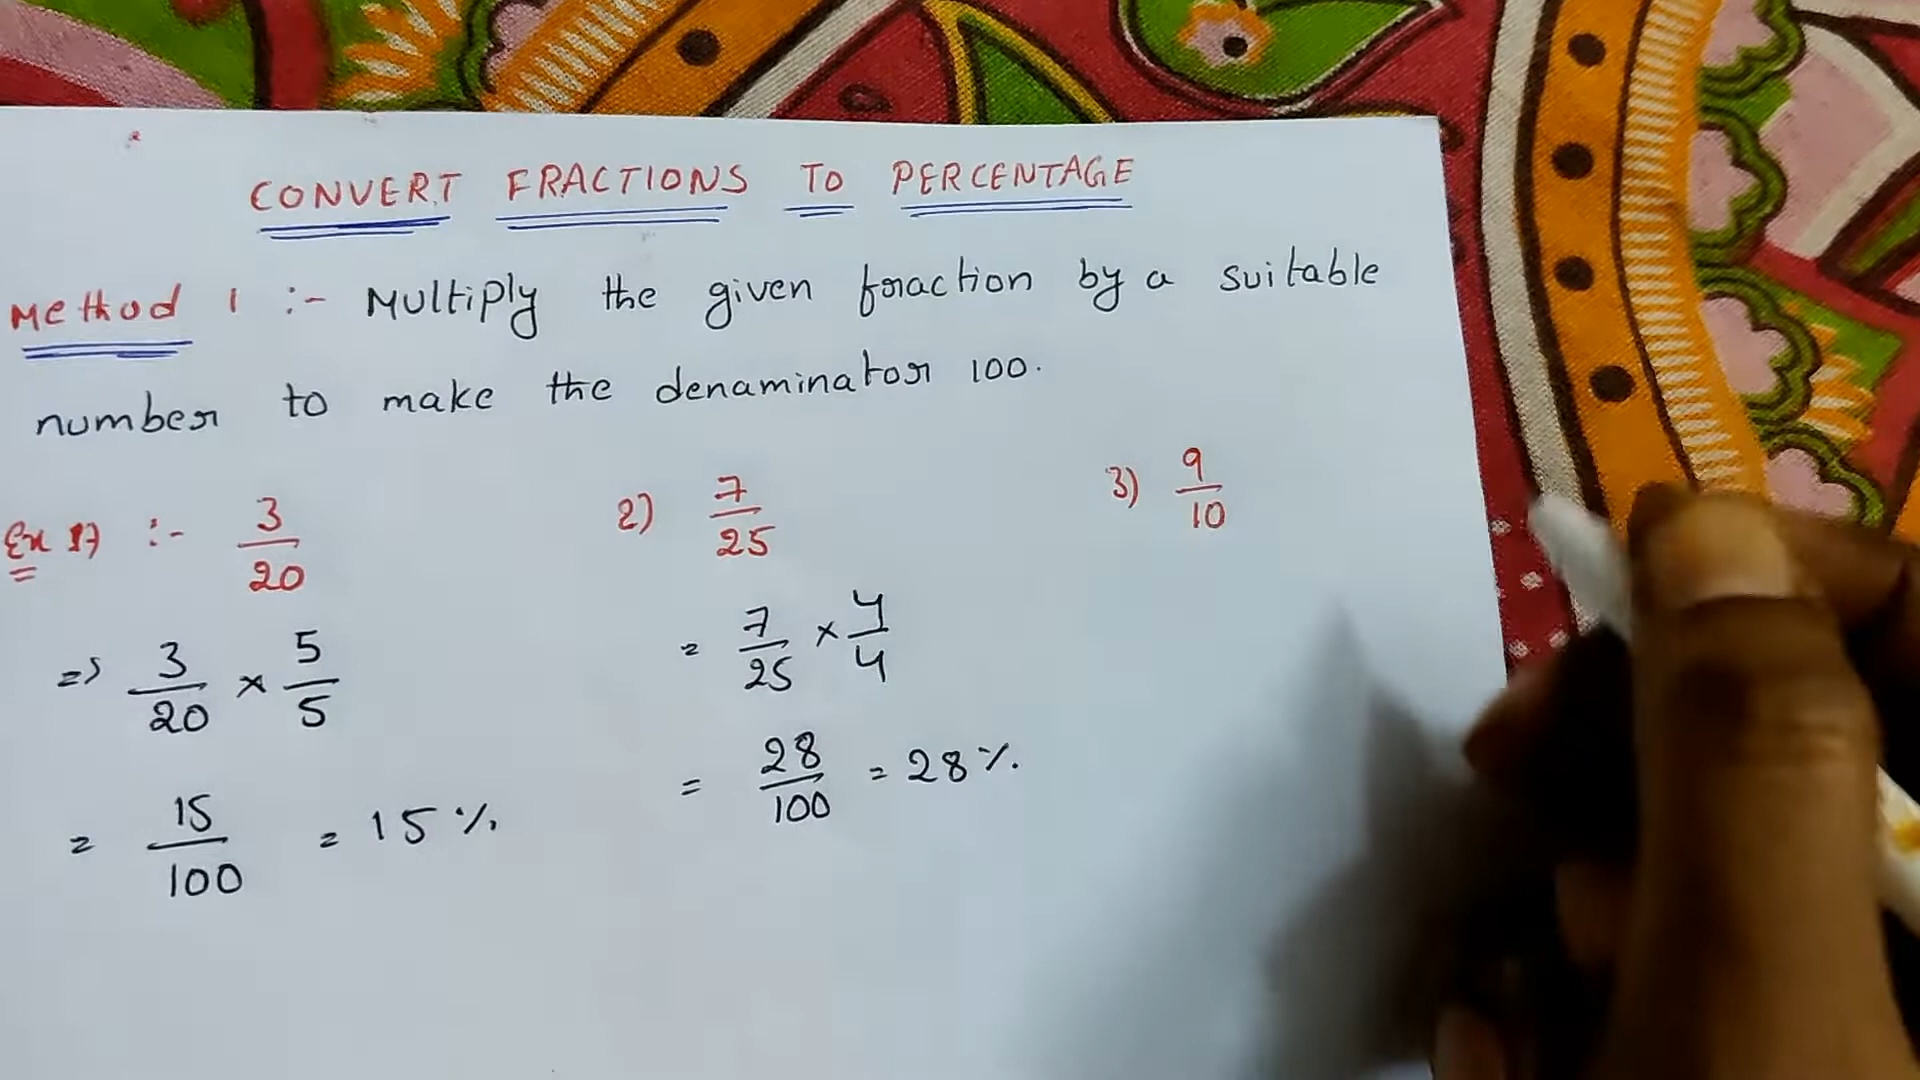 CONVERT FRACTIONS TO PERCENTAGE
Method 1 :- Multiply the given fraction by a suitable
number to make the denaminator 100.
Ex 1) :- 3/20
=> 3/20 × 5/5
= 15/100 = 15%
2) 7/25
= 7/25 × 4/4
= 28/100 = 28%
3) 9/10